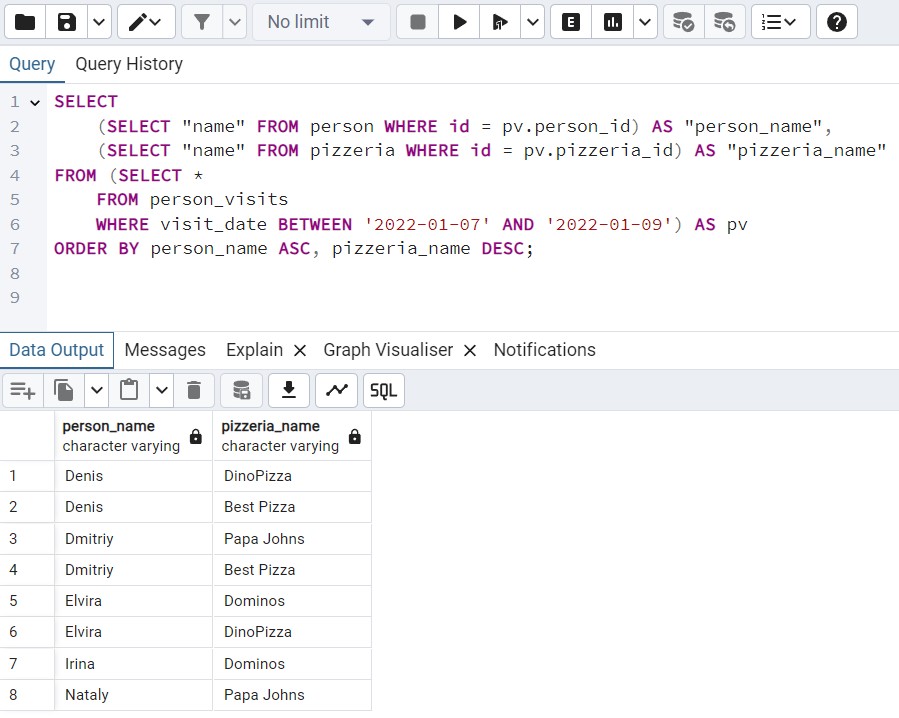 No limit
E
SQL
Query Query History
1 SELECT
2 (SELECT "name" FROM person WHERE id = pv.person_id) AS "person_name",
3 (SELECT "name" FROM pizzeria WHERE id = pv.pizzeria_id) AS "pizzeria_name"
4 FROM (SELECT *
5 FROM person_visits
6 WHERE visit_date BETWEEN '2022-01-07' AND '2022-01-09') AS pv
7 ORDER BY person_name ASC, pizzeria_name DESC;
8
9
Data Output Messages Explain Graph Visualiser Notifications
person_name pizzeria_name
character varying character varying
1 Denis DinoPizza
2 Denis Best Pizza
3 Dmitriy Papa Johns
4 Dmitriy Best Pizza
5 Elvira Dominos
6 Elvira DinoPizza
7 Irina Dominos
8 Nataly Papa Johns